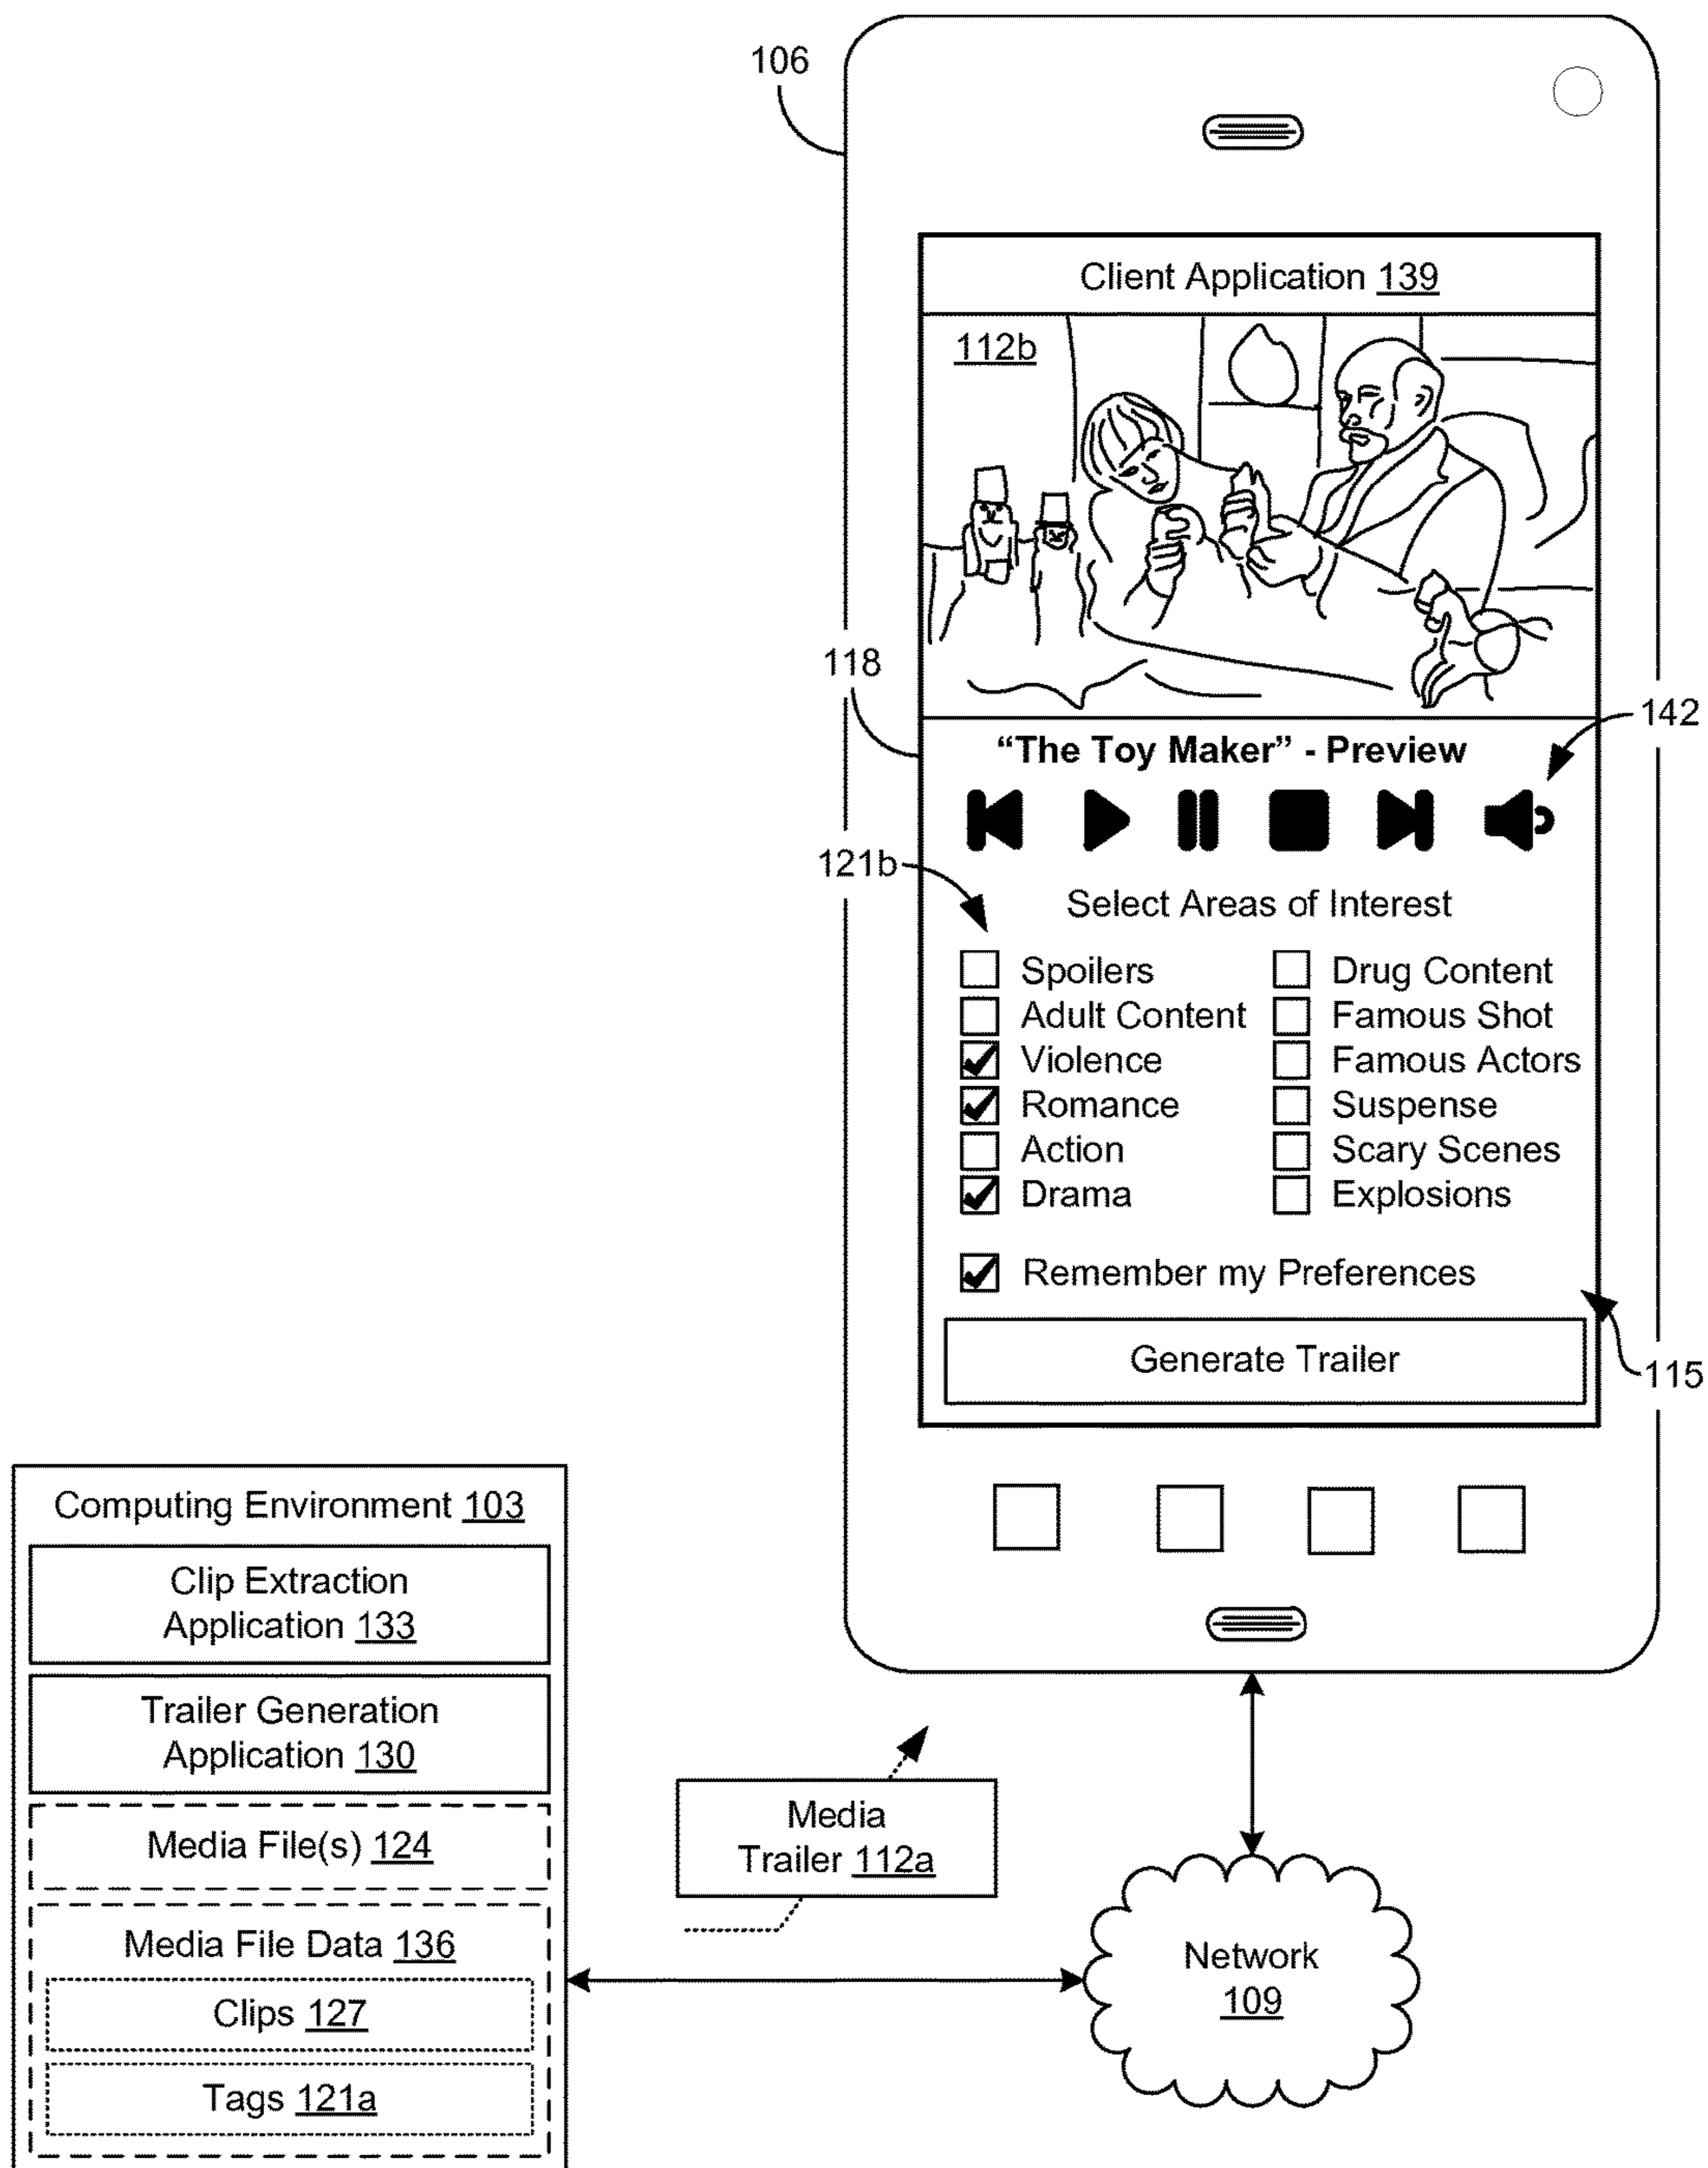 106
Client Application 139
112b
118
142
“The Toy Maker” - Preview
121b
Select Areas of Interest
Spoilers
Drug Content
Adult Content
Famous Shot
Violence
Famous Actors
Romance
Suspense
Action
Scary Scenes
Drama
Explosions
Remember my Preferences
Generate Trailer
115
Computing Environment 103
Clip Extraction
Application 133
Trailer Generation
Application 130
Media File(s) 124
Media File Data 136
Clips 127
Tags 121a
Media
Trailer 112a
Network
109